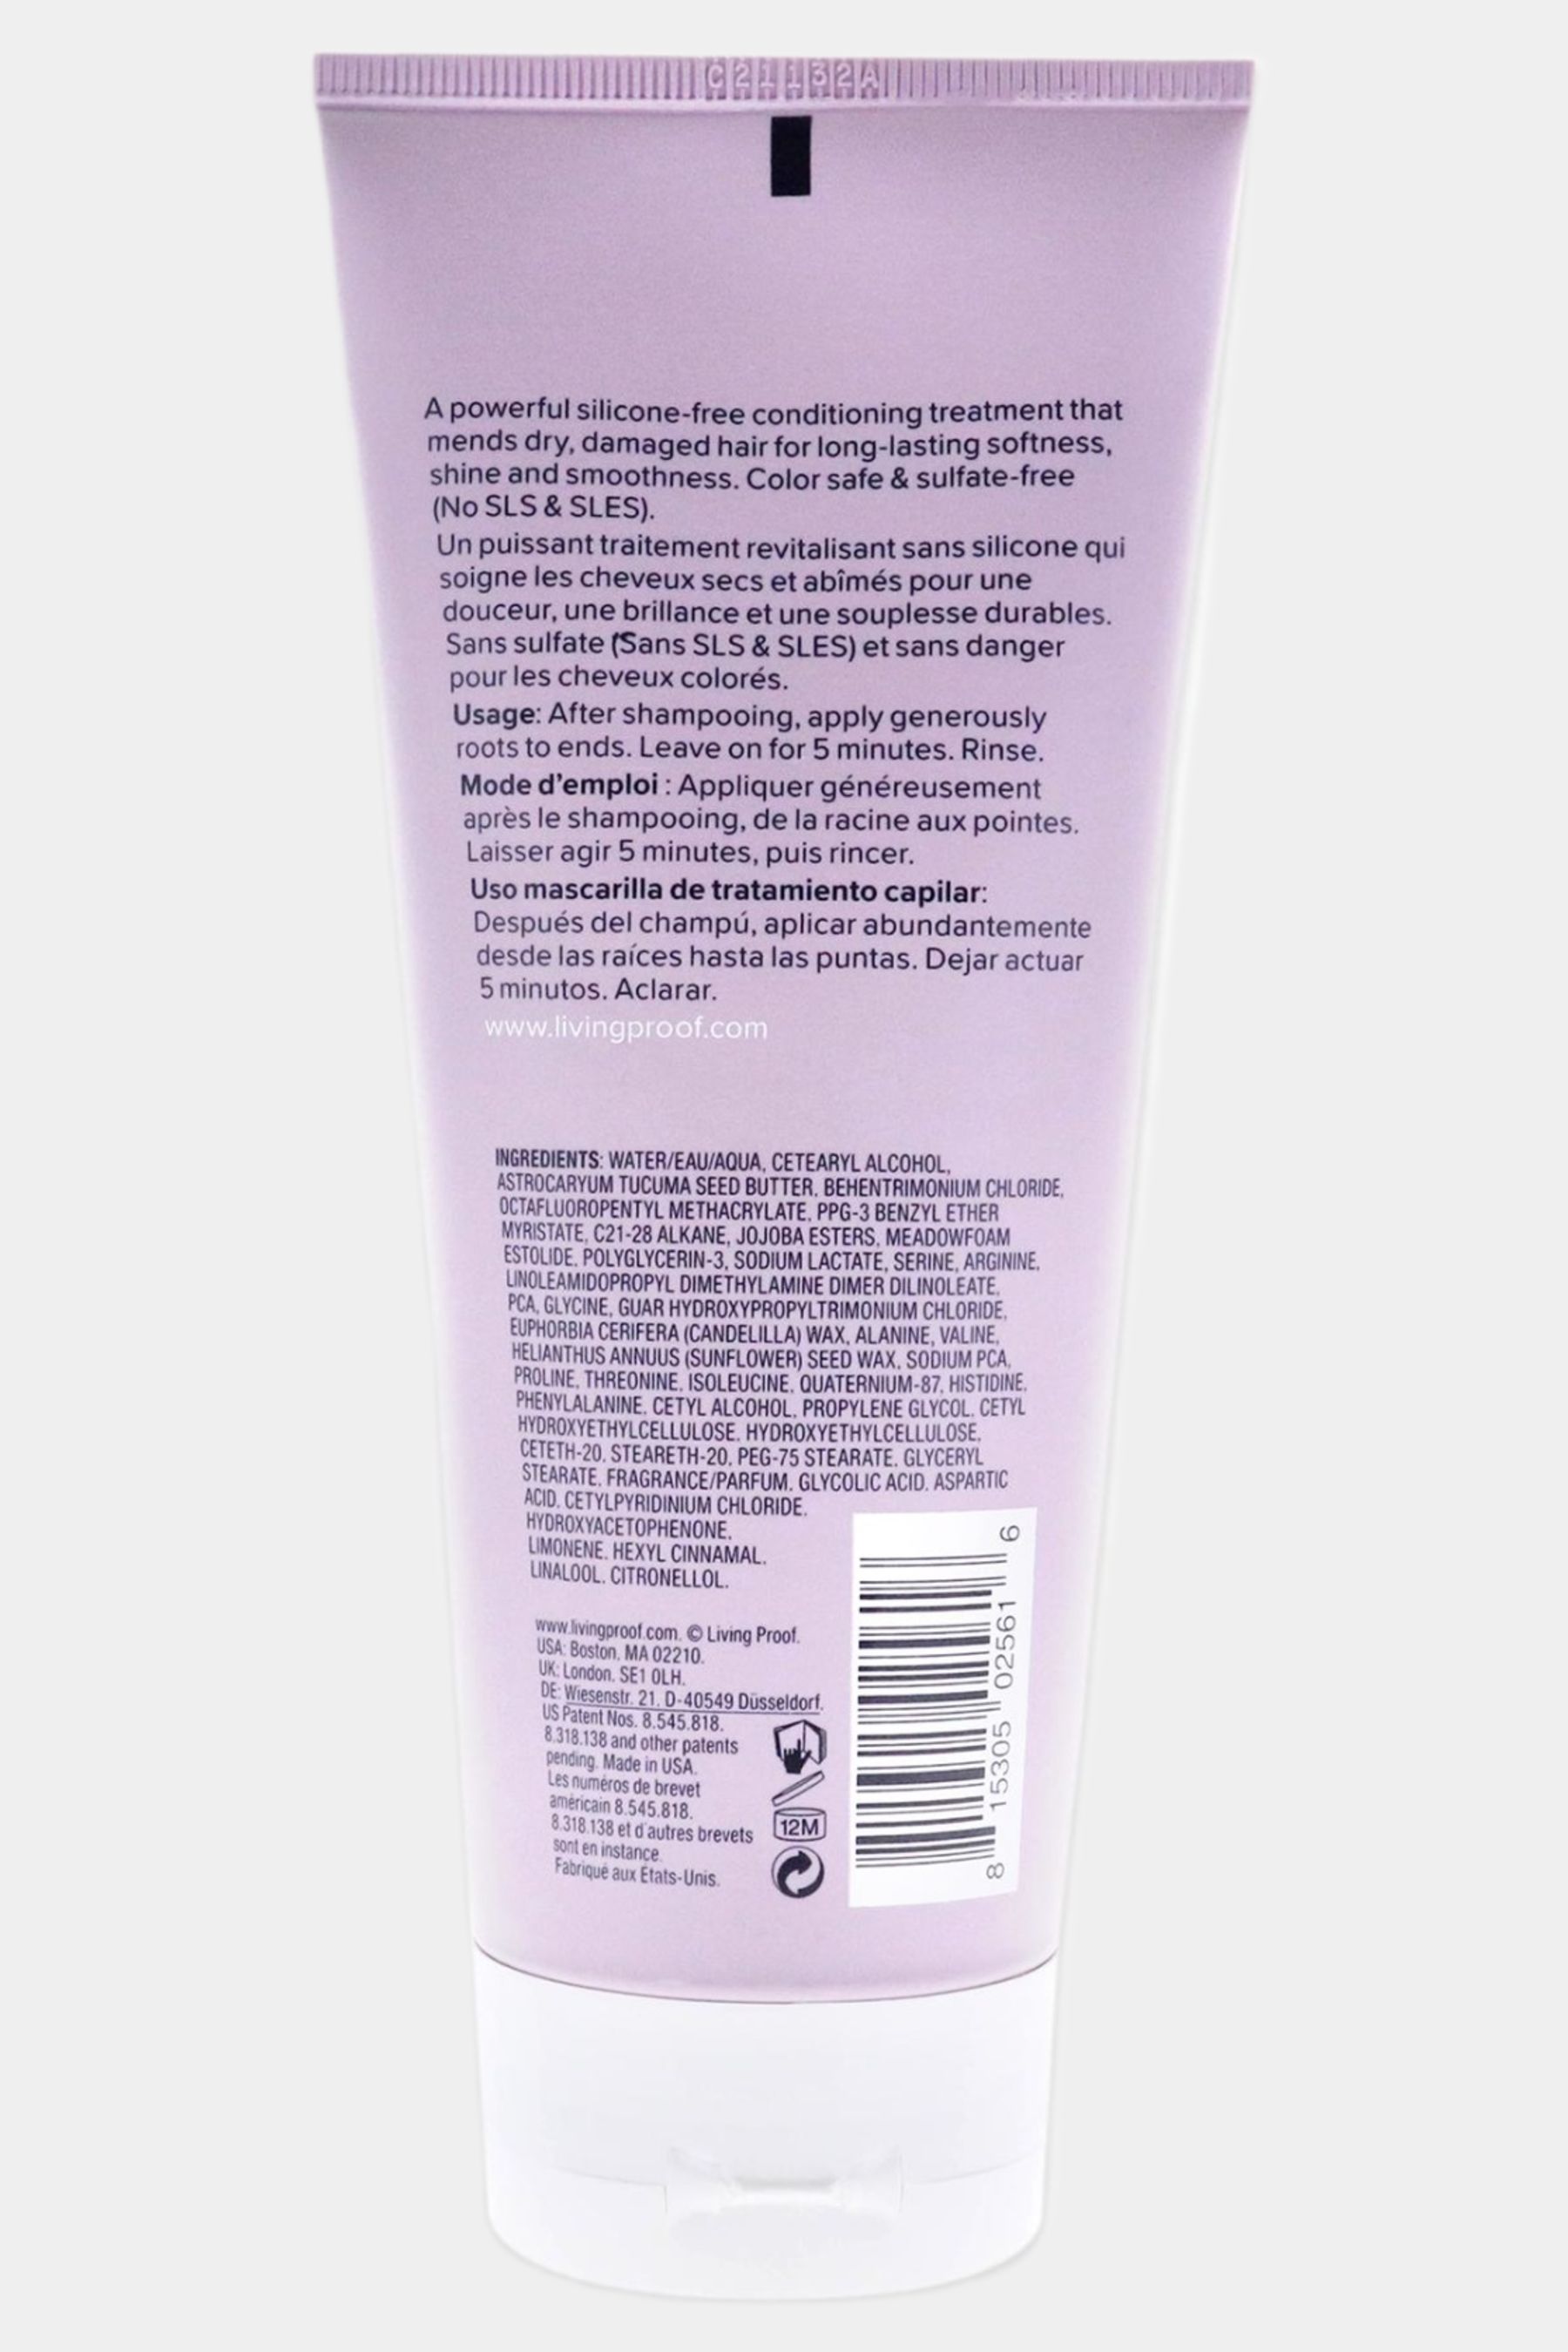 C21132A
A powerful silicone-free conditioning treatment that
mends dry, damaged hair for long-lasting softness,
shine and smoothness. Color safe & sulfate-free
(No SLS & SLES).
Un puissant traitement revitalisant sans silicone qui
soigne les cheveux secs et abîmés pour une
douceur, une brillance et une souplesse durables.
Sans sulfate (Sans SLS & SLES) et sans danger
pour les cheveux colorés.
Usage: After shampooing, apply generously
roots to ends. Leave on for 5 minutes. Rinse.
Mode d'emploi : Appliquer généreusement
après le shampooing, de la racine aux pointes.
Laisser agir 5 minutes, puis rincer.
Uso mascarilla de tratamiento capilar:
Después del champú, aplicar abundantemente
desde las raíces hasta las puntas. Dejar actuar
5 minutos. Aclarar.
www.livingproof.com
INGREDIENTS: WATER/EAU/AQUA, CETEARYL ALCOHOL,
ASTROCARYUM TUCUMA SEED BUTTER, BEHENTRIMONIUM CHLORIDE,
OCTAFLUOROPENTYL METHACRYLATE, PPG-3 BENZYL ETHER
MYRISTATE, C21-28 ALKANE, JOJOBA ESTERS, MEADOWFOAM
ESTOLIDE, POLYGLYCERIN-3, SODIUM LACTATE, SERINE, ARGININE,
LINOLEAMIDOPROPYL DIMETHYLAMINE DIMER DILINOLEATE,
PCA, GLYCINE, GUAR HYDROXYPROPYLTRIMONIUM CHLORIDE,
EUPHORBIA CERIFERA (CANDELILLA) WAX, ALANINE, VALINE,
HELIANTHUS ANNUUS (SUNFLOWER) SEED WAX, SODIUM PCA,
PROLINE, THREONINE, ISOLEUCINE, QUATERNIUM-87, HISTIDINE,
PHENYLALANINE, CETYL ALCOHOL, PROPYLENE GLYCOL, CETYL
HYDROXYETHYLCELLULOSE, HYDROXYETHYLCELLULOSE,
CETETH-20, STEARETH-20, PEG-75 STEARATE, GLYCERYL
STEARATE, FRAGRANCE/PARFUM, GLYCOLIC ACID, ASPARTIC
ACID, CETYLPYRIDINIUM CHLORIDE,
HYDROXYACETOPHENONE,
LIMONENE, HEXYL CINNAMAL,
LINALOOL, CITRONELLOL.
www.livingproof.com. © Living Proof.
USA: Boston, MA 02210.
UK: London, SE1 0LH.
DE: Wiesenstr. 21, D-40549 Düsseldorf.
US Patent Nos. 8.545.818.
8.318.138 and other patents
pending. Made in USA.
Les numéros de brevet
américain 8.545.818.
8.318.138 et d'autres brevets
sont en instance.
Fabriqué aux États-Unis.
12M
8 15305 02561 6